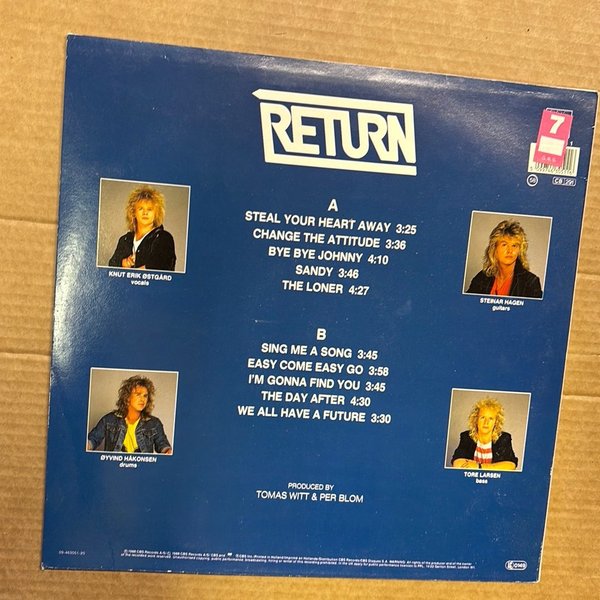 RETURN
7
A
STEAL YOUR HEART AWAY 3:25
CHANGE THE ATTITUDE 3:36
BYE BYE JOHNNY 4:10
SANDY 3:46
THE LONER 4:27
KNUT ERIK ØSTGÅRD
vocals
STEINAR HAGEN
guitars
B
SING ME A SONG 3:45
EASY COME EASY GO 3:58
I'M GONNA FIND YOU 3:45
THE DAY AFTER 4:30
WE ALL HAVE A FUTURE 3:30
ØYVIND HÅKONSEN
drums
TORE LARSEN
bass
PRODUCED BY
TOMAS WITT & PER BLOM